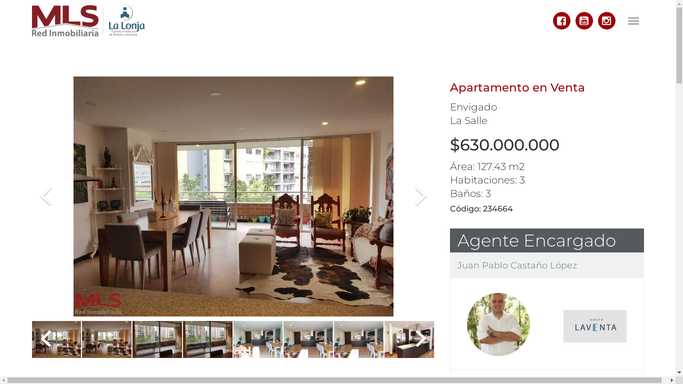 MLS
Red Inmobiliaria
La Lonja
Apartamento en Venta
Envigado
La Salle
$630.000.000
Área: 127.43 m2
Habitaciones: 3
Baños: 3
Código: 234664
Agente Encargado
Juan Pablo Castaño López
LAVENTA
MLS
Red Inmobiliaria